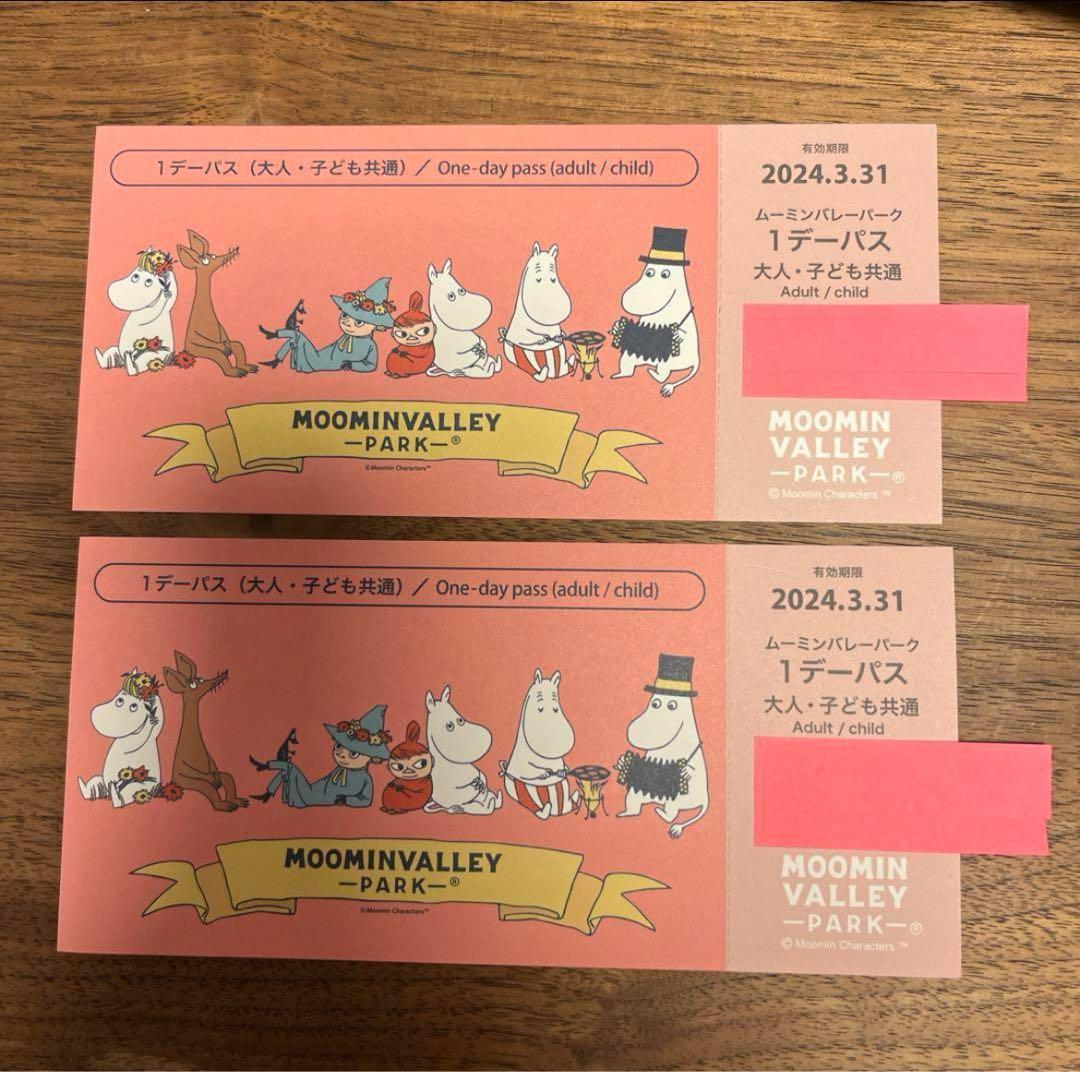 1デーパス（大人・子ども共通）／ One-day pass (adult / child)
MOOMINVALLEY
—PARK—®
©Moomin Characters™
有効期限
2024.3.31
ムーミンバレーパーク
1デーパス
大人・子ども共通
Adult / child
MOOMIN
VALLEY
—PARK—®
© Moomin Characters ™
1デーパス（大人・子ども共通）／ One-day pass (adult / child)
MOOMINVALLEY
—PARK—®
©Moomin Characters™
有効期限
2024.3.31
ムーミンバレーパーク
1デーパス
大人・子ども共通
Adult / child
MOOMIN
VALLEY
—PARK—®
© Moomin Characters ™